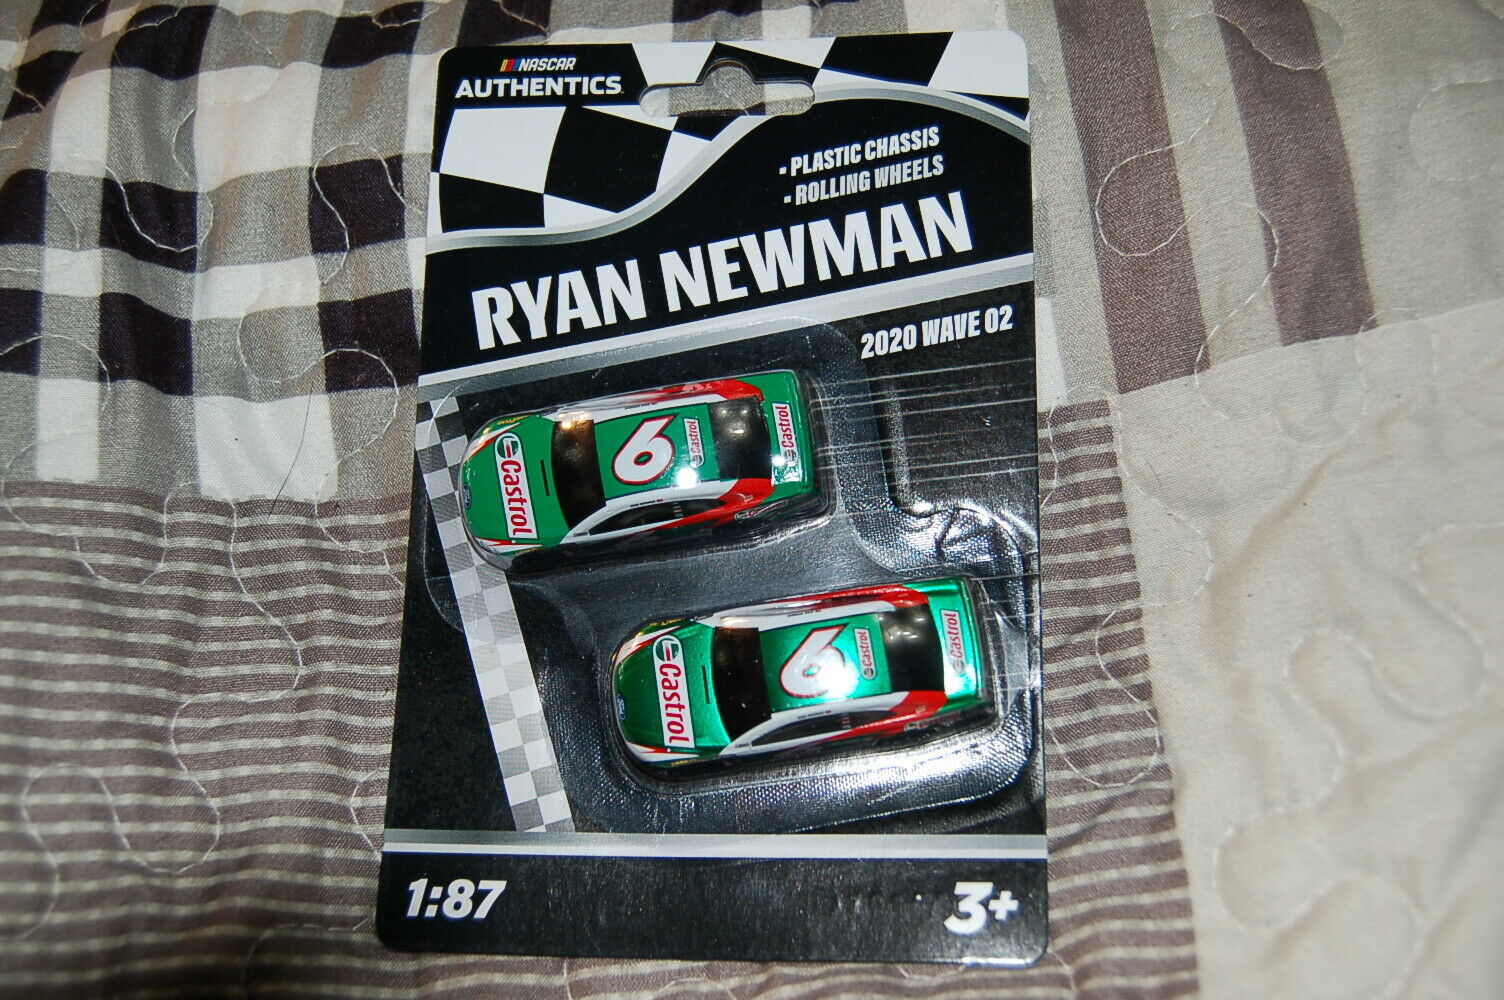 NASCAR
AUTHENTICS
- PLASTIC CHASSIS
- ROLLING WHEELS
RYAN NEWMAN
2020 WAVE 02
Castrol
6
Castrol
Castrol
Castrol
6
Castrol
Castrol
1:87
3+